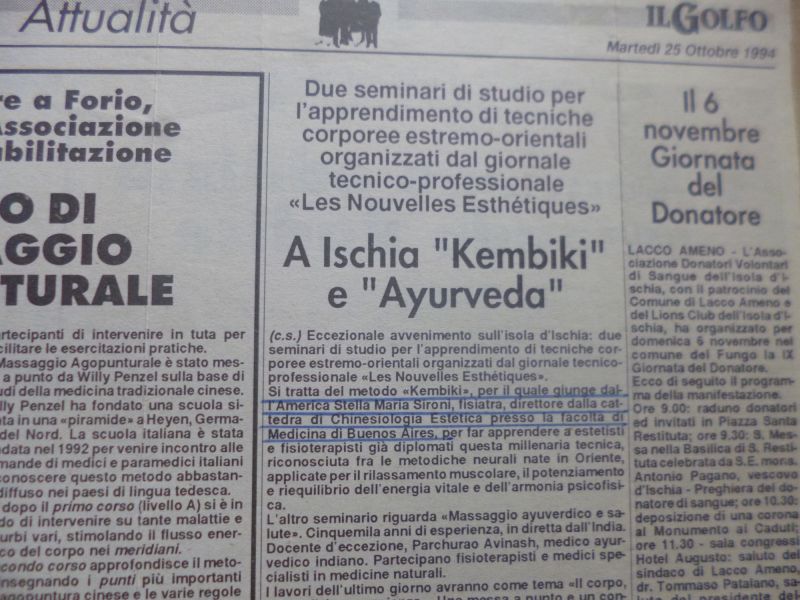 Attualità
IL GOLFO
Martedì 25 Ottobre 1994
re a Forio,
Associazione
abilitazione
O DI
AGGIO
TURALE
artecipanti di intervenire in tuta per
cilitare le esercitazioni pratiche.
Massaggio Agopunturale è stato mes-
a punto da Willy Penzel sulla base di
udi della medicina tradizionale cinese.
lly Penzel ha fondato una scuola si-
ata in una «piramide» a Heyen, Germa-
del Nord. La scuola italiana è stata
ndata nel 1992 per venire incontro alle
mande di medici e paramedici italiani
conoscere questo metodo abbastan-
diffuso nei paesi di lingua tedesca.
dopo il primo corso (livello A) si è in
do di intervenire su tante malattie e
urbi vari, stimolando il flusso ener-
co del corpo nei meridiani.
econdo corso approfondisce il meto-
insegnando i punti più importanti
agopuntura cinese e le varie regole
Due seminari di studio per
l'apprendimento di tecniche
corporee estremo-orientali
organizzati dal giornale
tecnico-professionale
«Les Nouvelles Esthétiques»
A Ischia "Kembiki"
e "Ayurveda"
(c.s.) Eccezionale avvenimento sull'isola d'Ischia: due
seminari di studio per l'apprendimento di tecniche cor-
poree estremo-orientali organizzati dal giornale tecnico-
professionale «Les Nouvelles Esthétiques».
Si tratta del metodo «Kembiki», per il quale giunge dal-
l'America Stella Maria Sironi, fisiatra, direttore dalla cat-
tedra di Chinesiologia Estetica presso la facoltà di
Medicina di Buenos Aires, per far apprendere a estetisti
e fisioterapisti già diplomati questa millenaria tecnica,
riconosciuta fra le metodiche neurali nate in Oriente,
applicate per il rilassamento muscolare, il potenziamento
e riequilibrio dell'energia vitale e dell'armonia psicofisi-
ca.
L'altro seminario riguarda «Massaggio ayuverdico e sa-
lute». Cinquemila anni di esperienza, in diretta dall'India.
Docente d'eccezione, Parchurao Avinash, medico ayur-
vedico indiano. Partecipano fisioterapisti e medici spe-
cialisti in medicine naturali.
I lavori dell'ultimo giorno avranno come tema «Il corpo,
Il 6
novembre
Giornata
del
Donatore
LACCO AMENO - L'Asso-
ciazione Donatori Volontari
di Sangue dell'Isola d'I-
schia, con il patrocinio del
Comune di Lacco Ameno e
del Lions Club dell'Isola d'I-
schia, ha organizzato per
domenica 6 novembre nel
comune del Fungo la IX
Giornata del Donatore.
Ecco di seguito il program-
ma della manifestazione.
Ore 9.00: raduno donatori
ed invitati in Piazza Santa
Restituta; ore 9.30: S. Mes-
sa nella Basilica di S. Resti-
tuta celebrata da S.E. mons.
Antonio Pagano, vescovo
d'Ischia - Preghiera del do-
natore di sangue; ore 10.30:
deposizione di una corona
al Monumento ai Caduti;
ore 11.30 - sala congressi
Hotel Augusto: saluto del
sindaco di Lacco Ameno,
dr. Tommaso Patalano, sa-